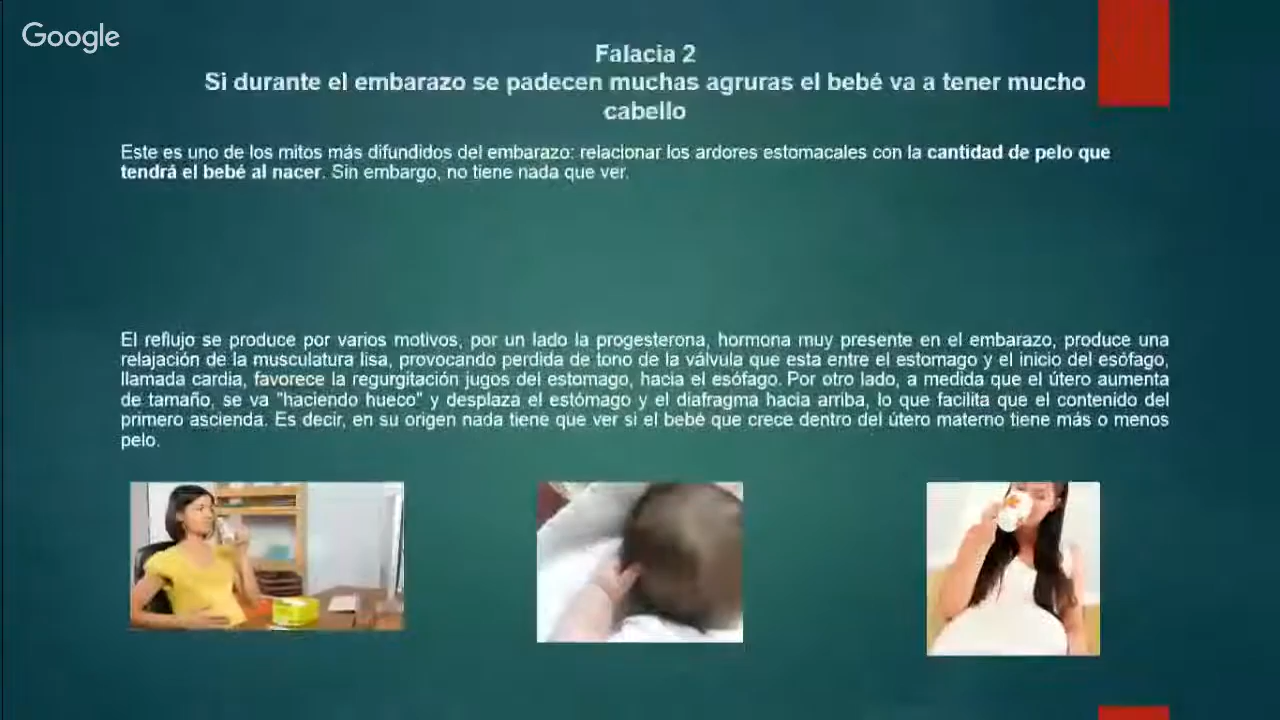 Google
Falacia 2
Si durante el embarazo se padecen muchas agruras el bebé va a tener mucho
cabello
Este es uno de los mitos más difundidos del embarazo: relacionar los ardores estomacales con la cantidad de pelo que
tendrá el bebé al nacer. Sin embargo, no tiene nada que ver.
El reflujo se produce por varios motivos, por un lado la progesterona, hormona muy presente en el embarazo, produce una
relajación de la musculatura lisa, provocando perdida de tono de la válvula que esta entre el estomago y el inicio del esófago,
llamada cardia, favorece la regurgitación jugos del estomago, hacia el esófago. Por otro lado, a medida que el útero aumenta
de tamaño, se va "haciendo hueco" y desplaza el estómago y el diafragma hacia arriba, lo que facilita que el contenido del
primero ascienda. Es decir, en su origen nada tiene que ver si el bebé que crece dentro del útero materno tiene más o menos
pelo.